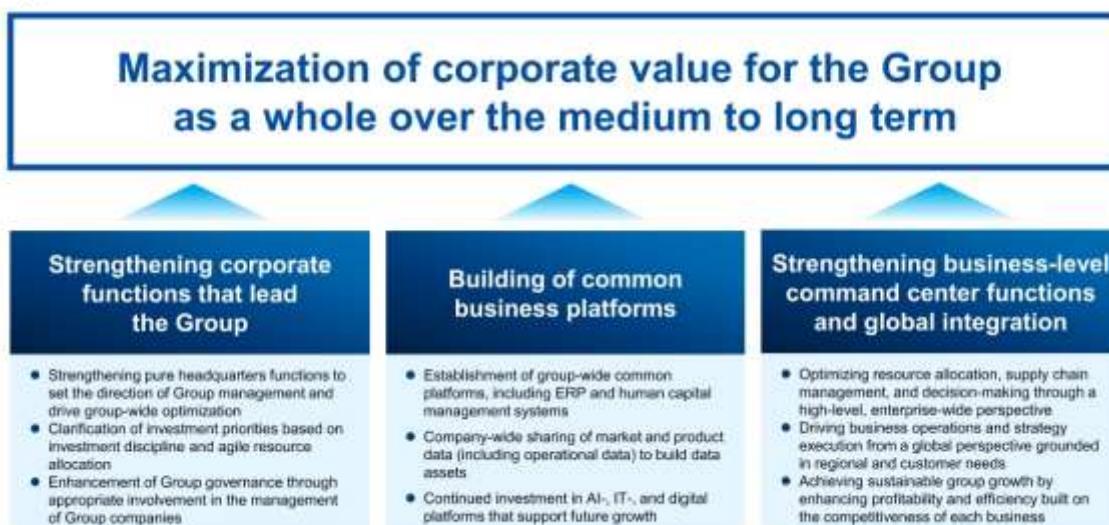 Maximization of corporate value for the Group
as a whole over the medium to long term
Strengthening corporate
functions that lead
the Group
● Strengthening pure headquarters functions to
set the direction of Group management and
drive group-wide optimization
● Clarification of investment priorities based on
investment discipline and agile resource
allocation
● Enhancement of Group governance through
appropriate involvement in the management
of Group companies
Building of common
business platforms
● Establishment of group-wide common
platforms, including ERP and human capital
management systems
● Company-wide sharing of market and product
data (including operational data) to build data
assets
● Continued investment in AI-, IT-, and digital
platforms that support future growth
Strengthening business-level
command center functions
and global integration
● Optimizing resource allocation, supply chain
management, and decision-making through a
high-level, enterprise-wide perspective
● Driving business operations and strategy
execution from a global perspective grounded
in regional and customer needs
● Achieving sustainable group growth by
enhancing profitability and efficiency built on
the competitiveness of each business